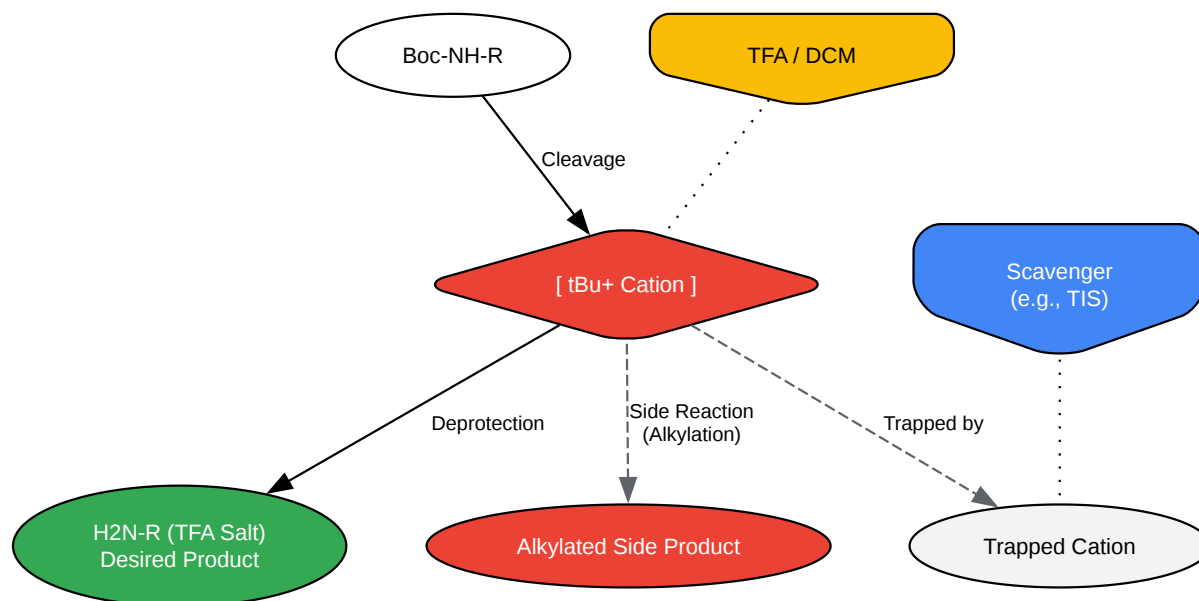 Boc-NH-R
TFA / DCM
Cleavage
[ tBu+ Cation ]
Scavenger
(e.g., TIS)
Deprotection
Side Reaction
(Alkylation)
Trapped by
H2N-R (TFA Salt)
Desired Product
Alkylated Side Product
Trapped Cation